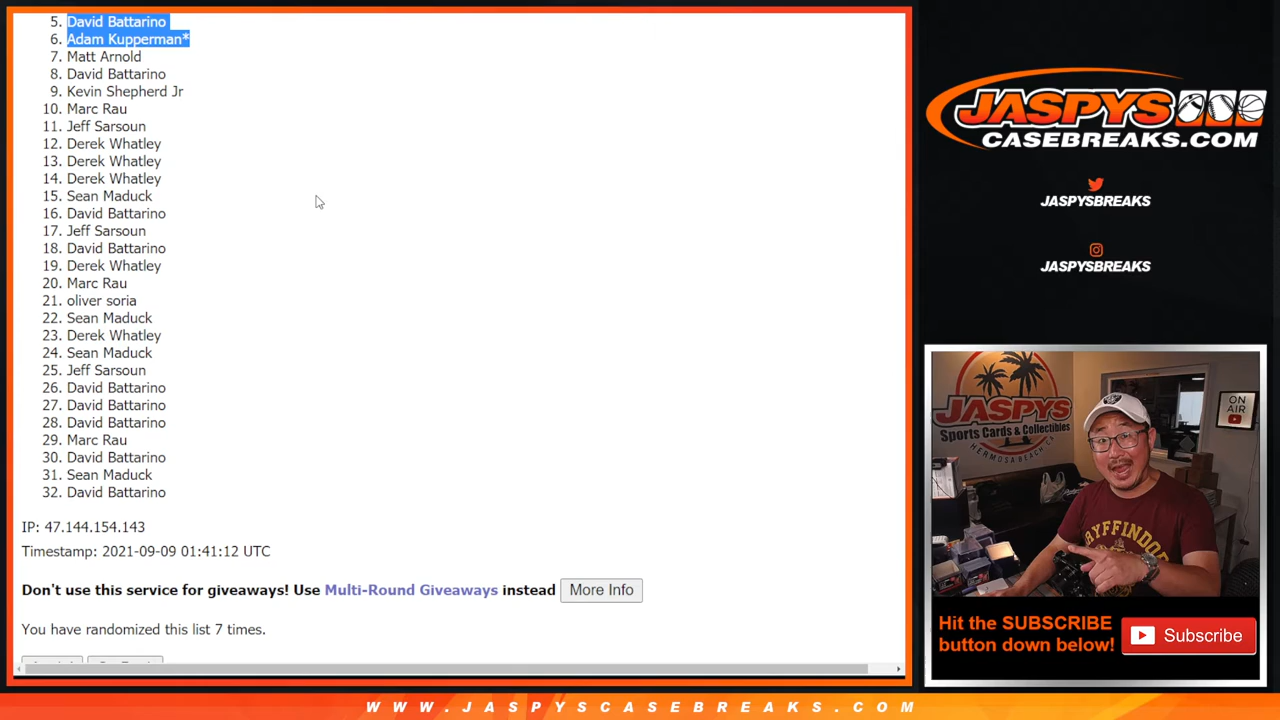 5. David Battarino
6. Adam Kupperman*
7. Matt Arnold
8. David Battarino
9. Kevin Shepherd Jr
10. Marc Rau
11. Jeff Sarsoun
12. Derek Whatley
13. Derek Whatley
14. Derek Whatley
15. Sean Maduck
16. David Battarino
17. Jeff Sarsoun
18. David Battarino
19. Derek Whatley
20. Marc Rau
21. oliver soria
22. Sean Maduck
23. Derek Whatley
24. Sean Maduck
25. Jeff Sarsoun
26. David Battarino
27. David Battarino
28. David Battarino
29. Marc Rau
30. David Battarino
31. Sean Maduck
32. David Battarino
IP: 47.144.154.143
Timestamp: 2021-09-09 01:41:12 UTC
Don't use this service for giveaways! Use Multi-Round Giveaways instead More Info
You have randomized this list 7 times.
JASPYS
CASEBREAKS.COM
JASPYSBREAKS
JASPYSBREAKS
JASPYS
Sports Cards & Collectibles
HERMOSA BEACH CA
ON
AIR
GRYFFINDOR
Hit the SUBSCRIBE
button down below!
Subscribe
WWW.JASPYSCASEBREAKS.COM